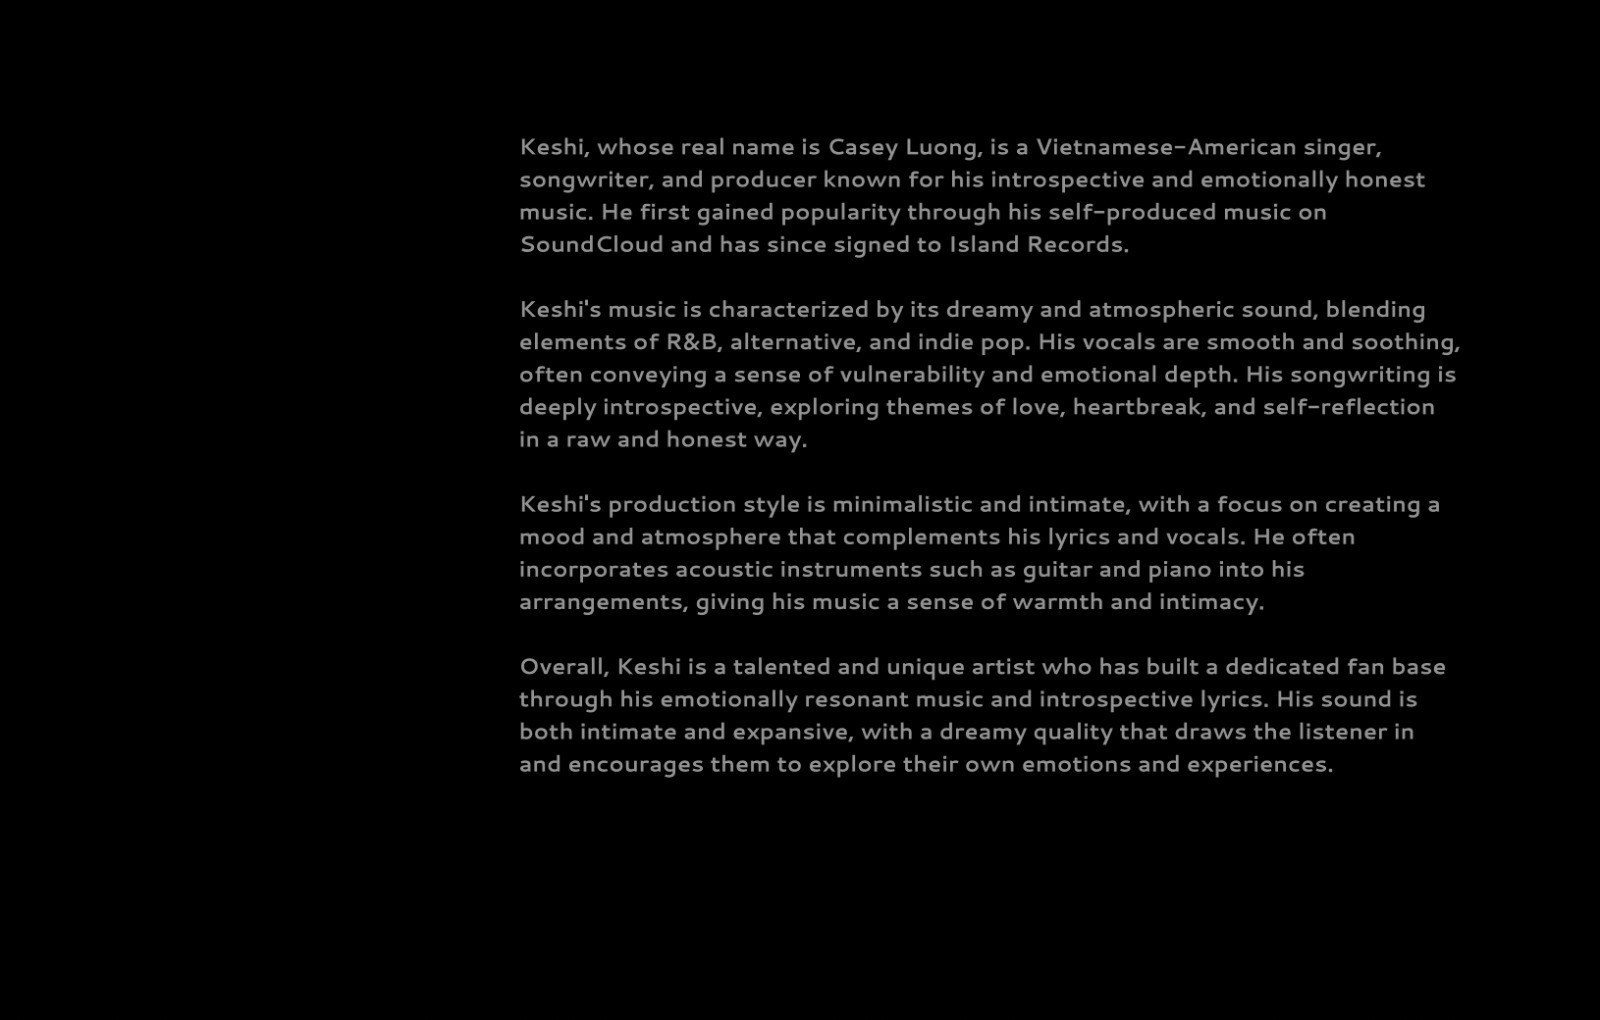 Keshi, whose real name is Casey Luong, is a Vietnamese-American singer,
songwriter, and producer known for his introspective and emotionally honest
music. He first gained popularity through his self-produced music on
SoundCloud and has since signed to Island Records.
Keshi's music is characterized by its dreamy and atmospheric sound, blending
elements of R&B, alternative, and indie pop. His vocals are smooth and soothing,
often conveying a sense of vulnerability and emotional depth. His songwriting is
deeply introspective, exploring themes of love, heartbreak, and self-reflection
in a raw and honest way.
Keshi's production style is minimalistic and intimate, with a focus on creating a
mood and atmosphere that complements his lyrics and vocals. He often
incorporates acoustic instruments such as guitar and piano into his
arrangements, giving his music a sense of warmth and intimacy.
Overall, Keshi is a talented and unique artist who has built a dedicated fan base
through his emotionally resonant music and introspective lyrics. His sound is
both intimate and expansive, with a dreamy quality that draws the listener in
and encourages them to explore their own emotions and experiences.